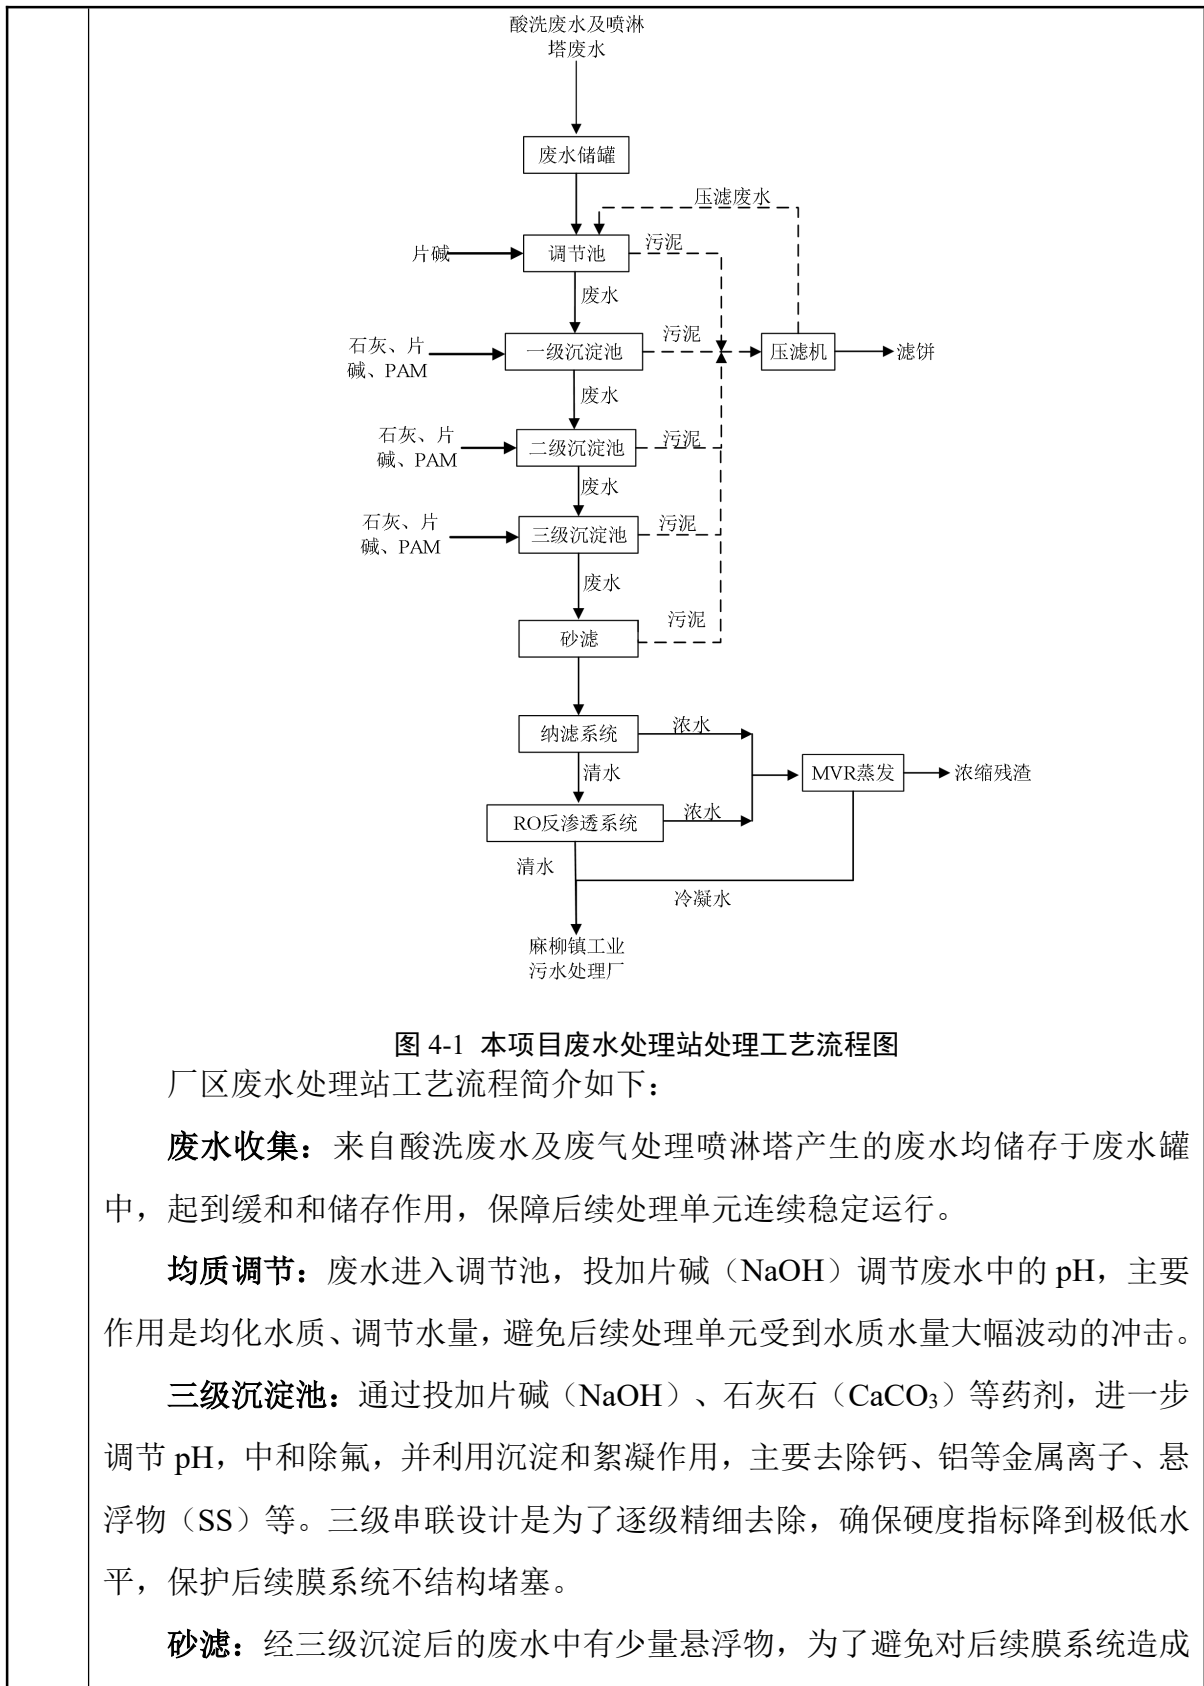 酸洗废水及喷淋
塔废水
废水储罐
压滤废水
片碱
调节池
污泥
废水
石灰、片
碱、PAM
一级沉淀池
污泥
压滤机
滤饼
废水
石灰、片
碱、PAM
二级沉淀池
污泥
废水
石灰、片
碱、PAM
三级沉淀池
污泥
废水
砂滤
污泥
纳滤系统
浓水
清水
MVR蒸发
浓缩残渣
RO反渗透系统
浓水
清水
冷凝水
麻柳镇工业
污水处理厂
图 4-1 本项目废水处理站处理工艺流程图
厂区废水处理站工艺流程简介如下：
废水收集：来自酸洗废水及废气处理喷淋塔产生的废水均储存于废水罐
中，起到缓和和储存作用，保障后续处理单元连续稳定运行。
均质调节：废水进入调节池，投加片碱（NaOH）调节废水中的 pH，主要
作用是均化水质、调节水量，避免后续处理单元受到水质水量大幅波动的冲击。
三级沉淀池：通过投加片碱（NaOH）、石灰石（CaCO₃）等药剂，进一步
调节 pH，中和除氟，并利用沉淀和絮凝作用，主要去除钙、铝等金属离子、悬
浮物（SS）等。三级串联设计是为了逐级精细去除，确保硬度指标降到极低水
平，保护后续膜系统不结构堵塞。
砂滤：经三级沉淀后的废水中有少量悬浮物，为了避免对后续膜系统造成